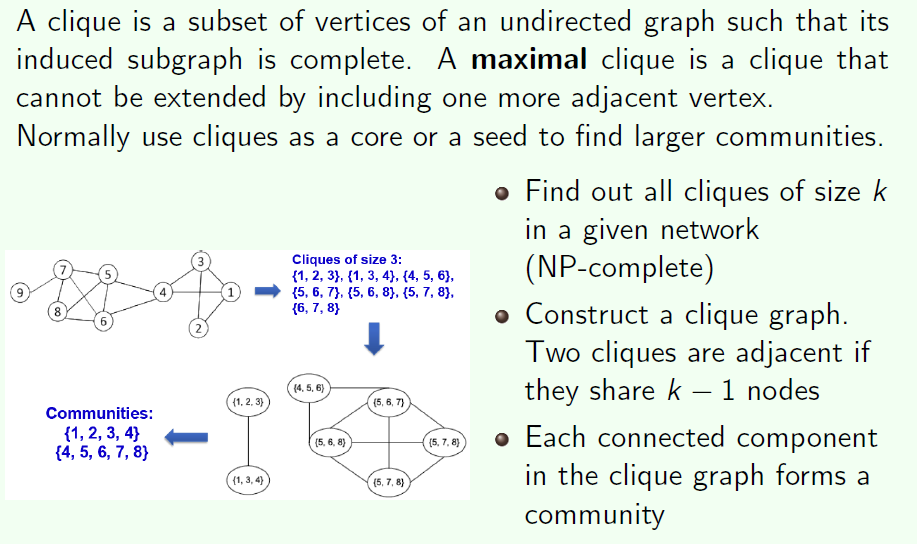 A clique is a subset of vertices of an undirected graph such that its
induced subgraph is complete. A maximal clique is a clique that
cannot be extended by including one more adjacent vertex.
Normally use cliques as a core or a seed to find larger communities.
Find out all cliques of size k
in a given network
(NP-complete)
Construct a clique graph.
Two cliques are adjacent if
they share k − 1 nodes
Each connected component
in the clique graph forms a
community
9
7
8
5
6
4
3
1
2
Cliques of size 3:
{1, 2, 3}, {1, 3, 4}, {4, 5, 6},
{5, 6, 7}, {5, 6, 8}, {5, 7, 8},
{6, 7, 8}
{4, 5, 6}
{1, 2, 3}
{5, 6, 7}
{5, 6, 8}
{5, 7, 8}
{1, 3, 4}
{5, 7, 8}
Communities:
{1, 2, 3, 4}
{4, 5, 6, 7, 8}